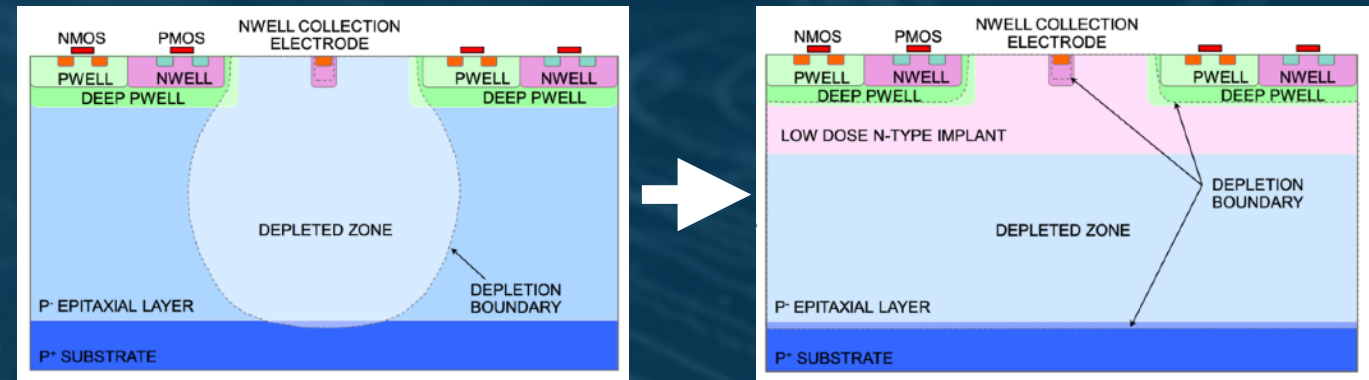 NMOS PMOS NWELL COLLECTION
ELECTRODE
PWELL NWELL PWELL NWELL
DEEP PWELL DEEP PWELL
DEPLETED ZONE
DEPLETION
BOUNDARY
P- EPITAXIAL LAYER
P+ SUBSTRATE
NMOS PMOS NWELL COLLECTION
ELECTRODE
PWELL NWELL PWELL NWELL
DEEP PWELL DEEP PWELL
LOW DOSE N-TYPE IMPLANT
DEPLETION
BOUNDARY
DEPLETED ZONE
P- EPITAXIAL LAYER
P+ SUBSTRATE